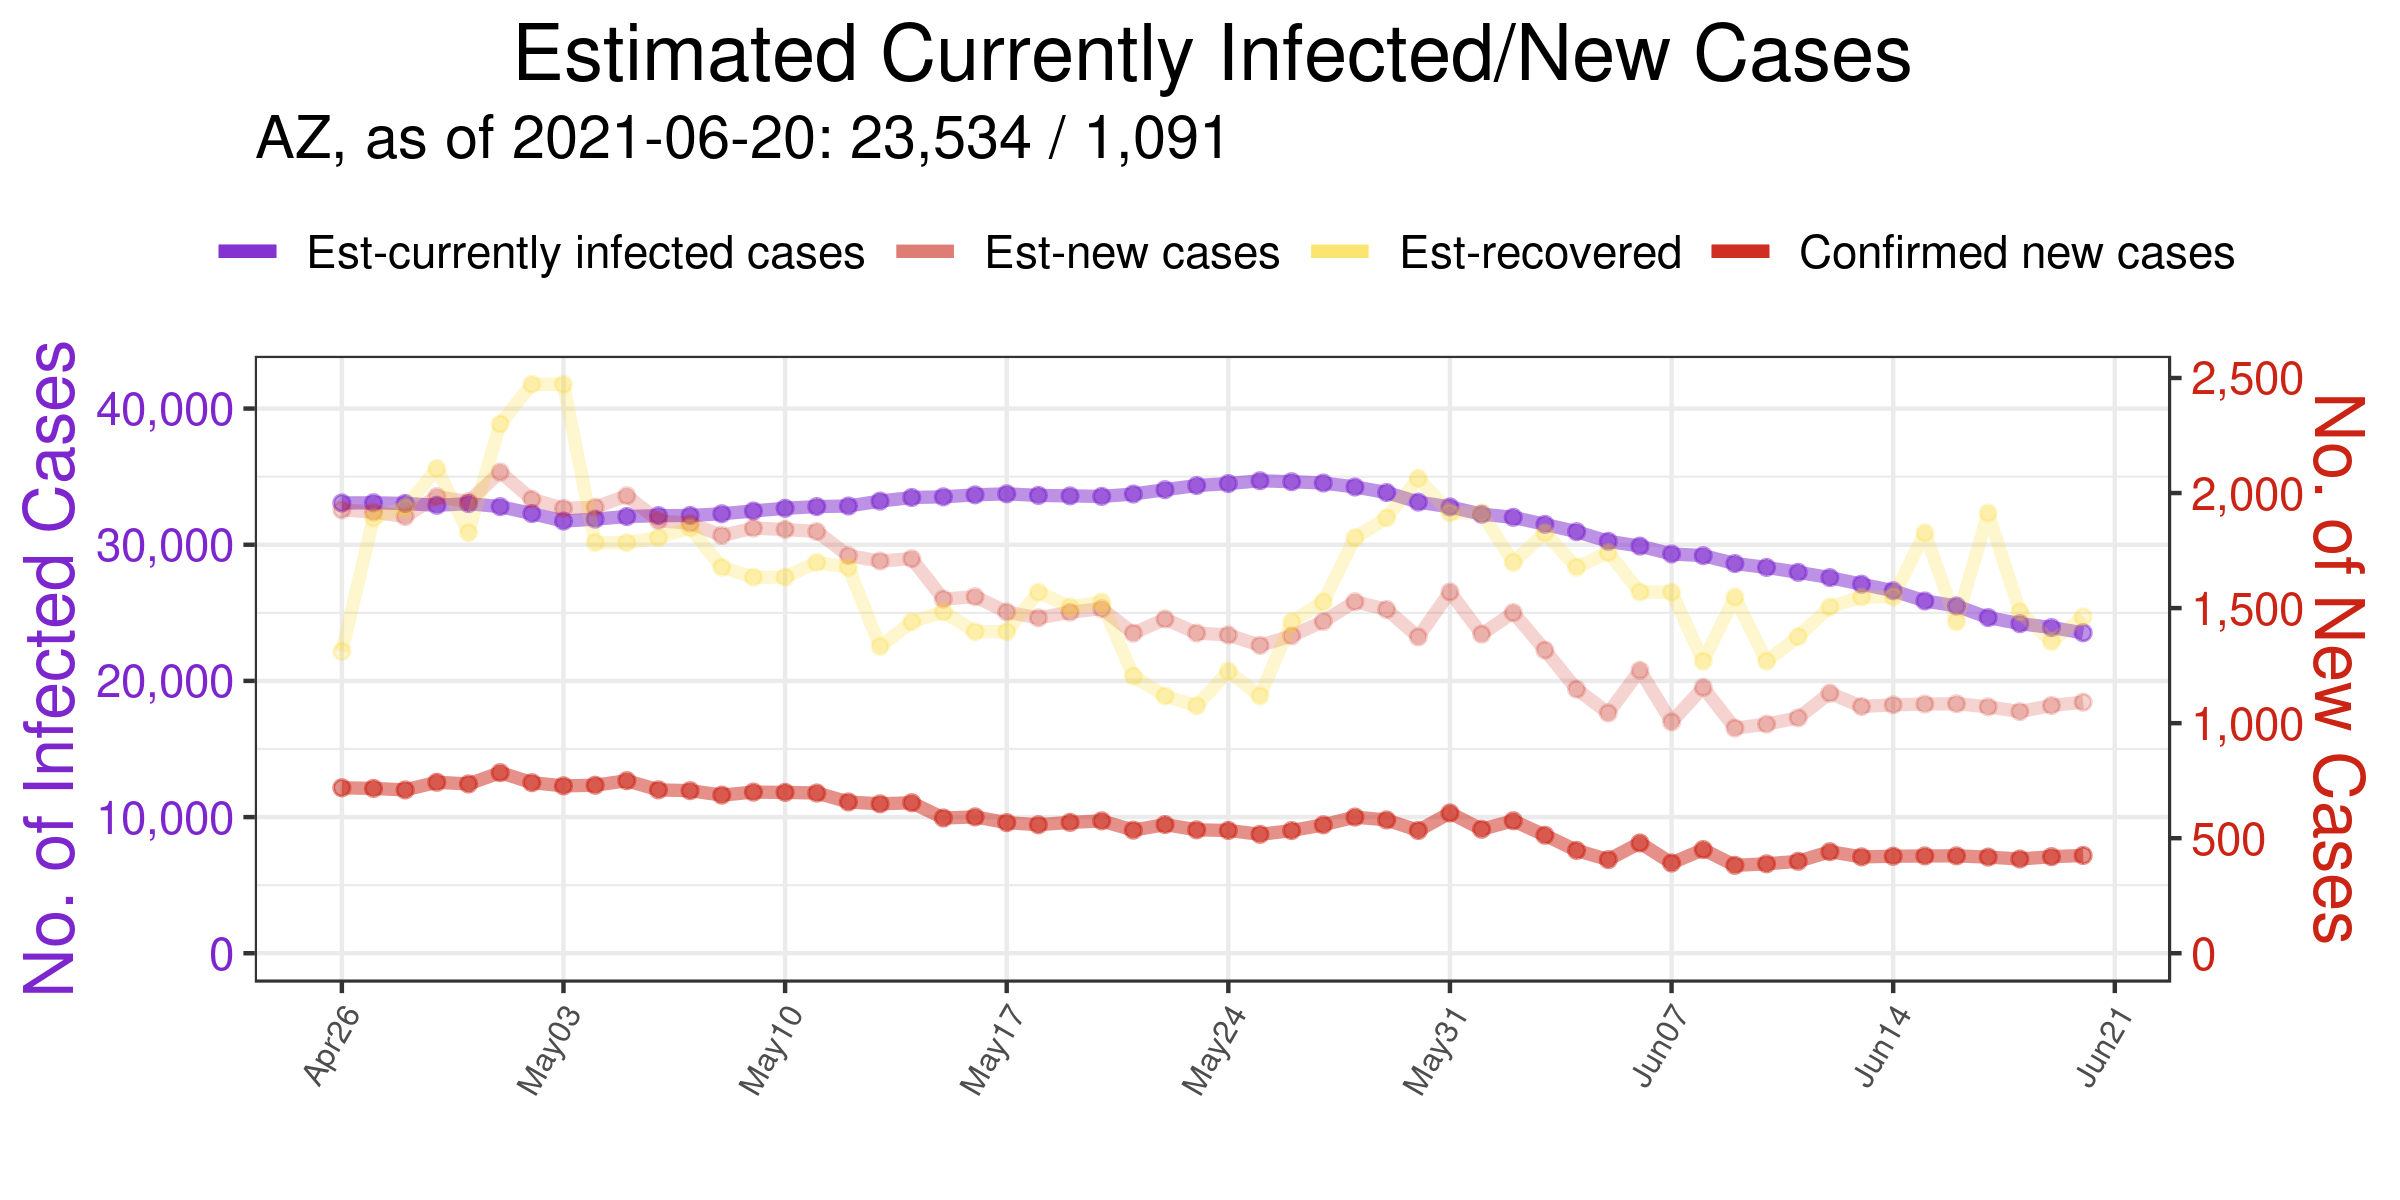 Estimated Currently Infected/New Cases
AZ, as of 2021-06-20: 23,534 / 1,091
Est-currently infected cases Est-new cases Est-recovered Confirmed new cases
No. of Infected Cases
40,000
30,000
20,000
10,000
0
2,500
2,000
1,500
1,000
500
0
No. of New Cases
Apr26 May03 May10 May17 May24 May31 Jun07 Jun14 Jun21